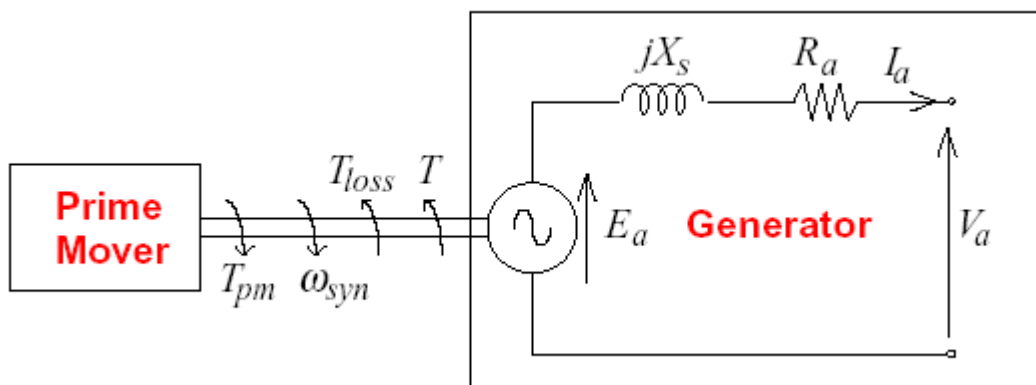 jXs
Ra
Ia
Tloss
T
Prime
Mover
Ea
Generator
Va
Tpm
ωsyn